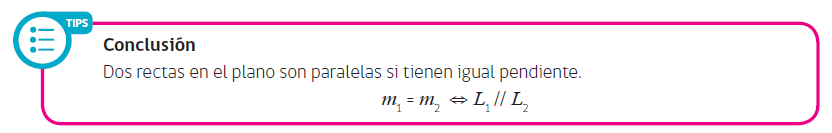 TIPS
Conclusión
Dos rectas en el plano son paralelas si tienen igual pendiente.
m₁ = m₂ ⇔ L₁ // L₂